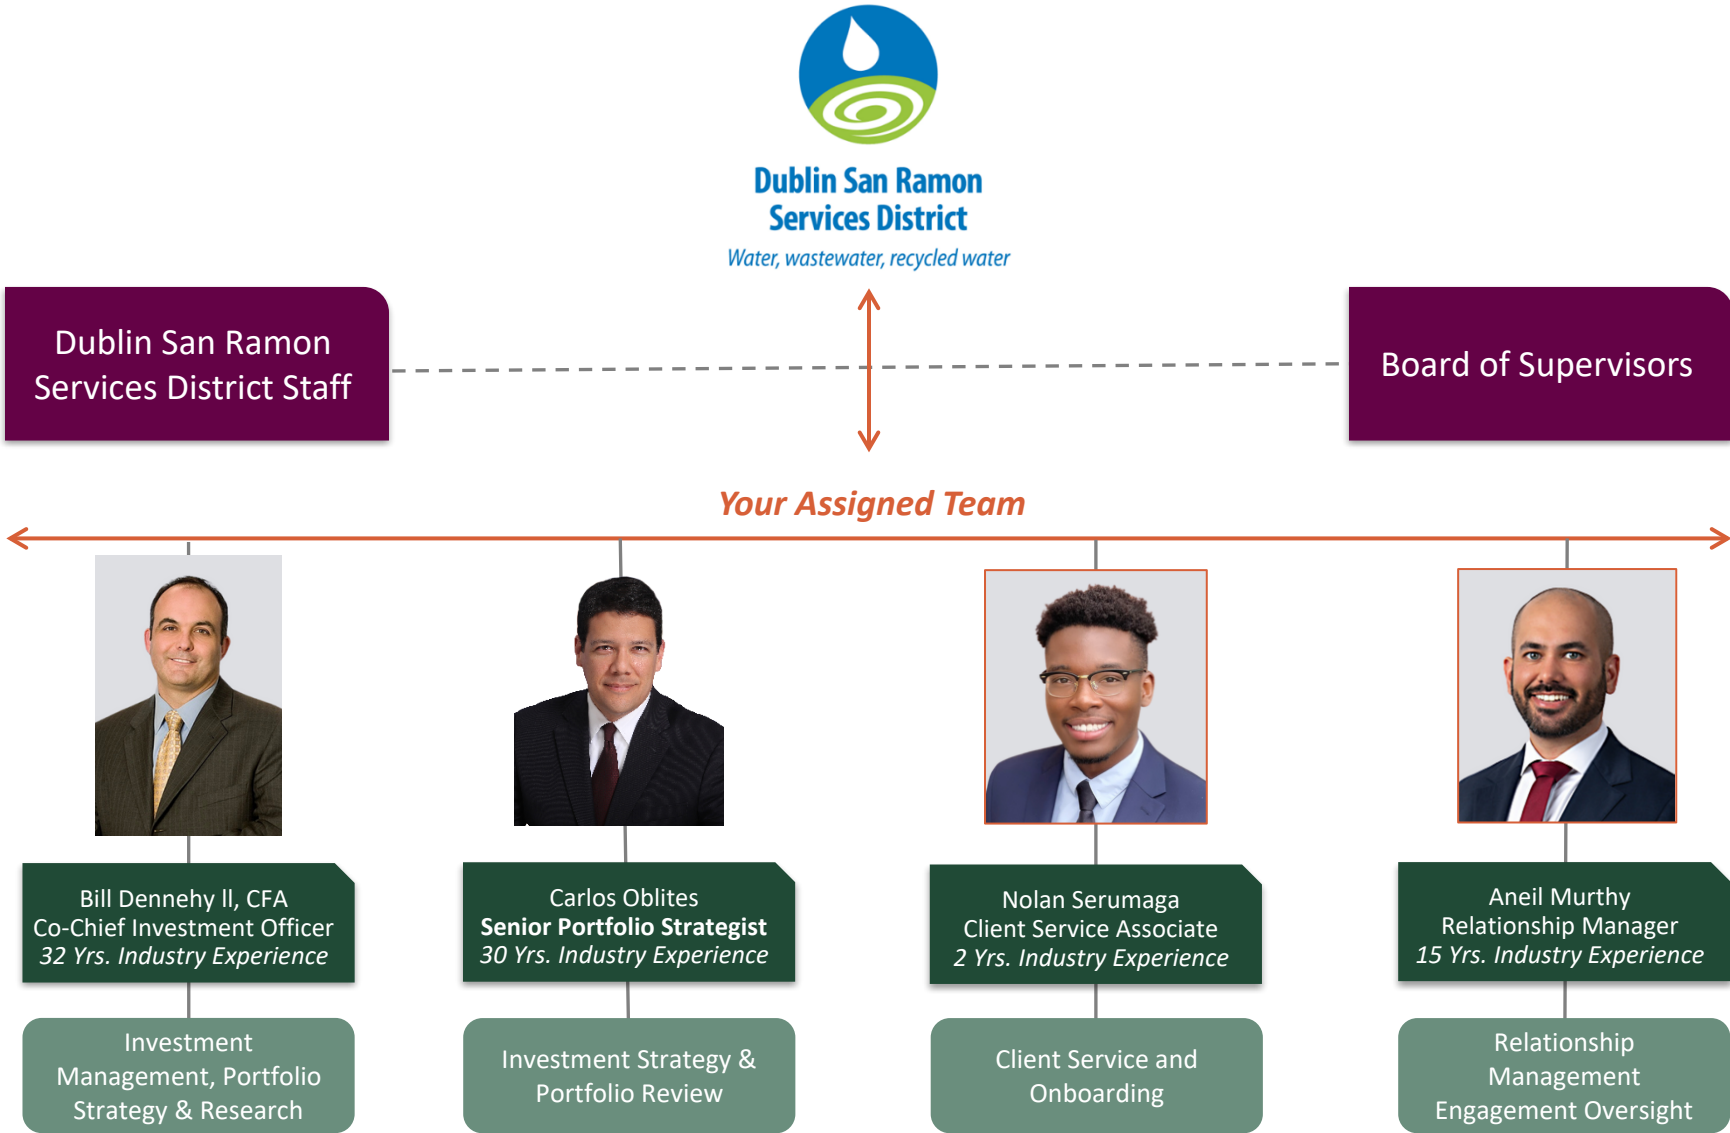 Dublin San Ramon
Services District
Water, wastewater, recycled water
Dublin San Ramon
Services District Staff
Board of Supervisors
Your Assigned Team
Bill Dennehy ll, CFA
Co-Chief Investment Officer
32 Yrs. Industry Experience
Carlos Oblites
Senior Portfolio Strategist
30 Yrs. Industry Experience
Nolan Serumaga
Client Service Associate
2 Yrs. Industry Experience
Aneil Murthy
Relationship Manager
15 Yrs. Industry Experience
Investment
Management, Portfolio
Strategy & Research
Investment Strategy &
Portfolio Review
Client Service and
Onboarding
Relationship
Management
Engagement Oversight